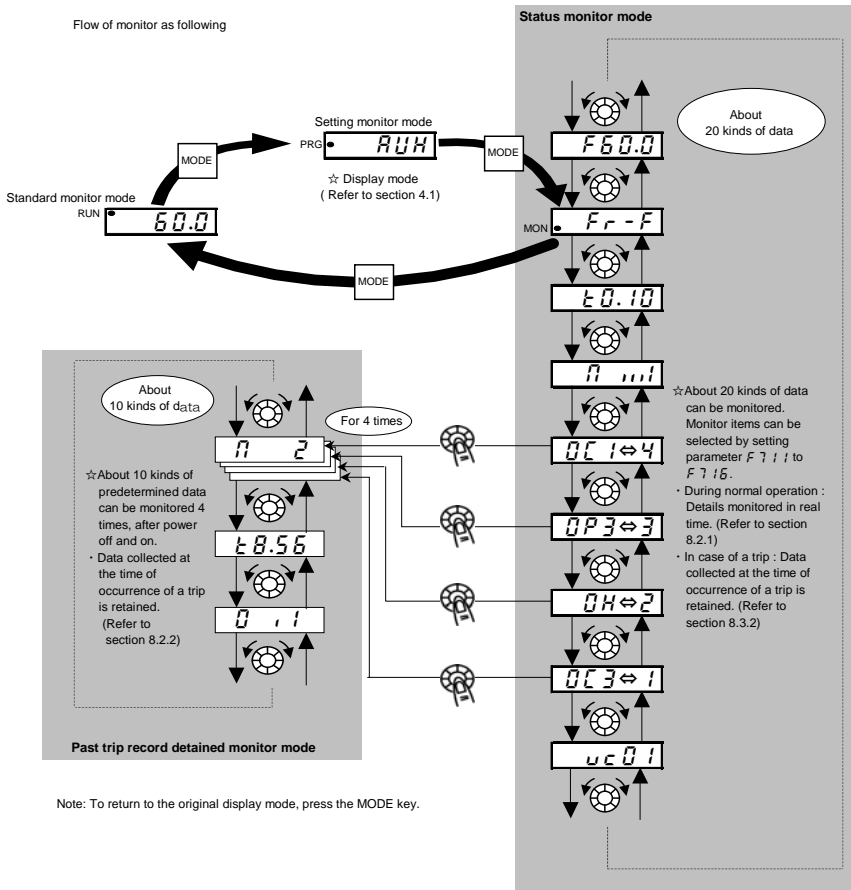 Flow of monitor as following
Status monitor mode
About
20 kinds of data
Setting monitor mode
PRG
AUH
MODE
MODE
☆ Display mode
( Refer to section 4.1)
Standard monitor mode
RUN
60.0
MODE
F60.0
MON
Fr-F
t0.10
OC1⇔4
OP3⇔3
OH⇔2
OC3⇔1
uc01
☆About 20 kinds of data
can be monitored.
Monitor items can be
selected by setting
parameter F711 to
F716.
・During normal operation :
Details monitored in real
time. (Refer to section
8.2.1)
・In case of a trip : Data
collected at the time of
occurrence of a trip is
retained. (Refer to
section 8.3.2)
About
10 kinds of data
For 4 times
n 2
t8.56
☆About 10 kinds of
predetermined data
can be monitored 4
times, after power
off and on.
・Data collected at
the time of
occurrence of a trip
is retained.
(Refer to
section 8.2.2)
Past trip record detained monitor mode
Note: To return to the original display mode, press the MODE key.